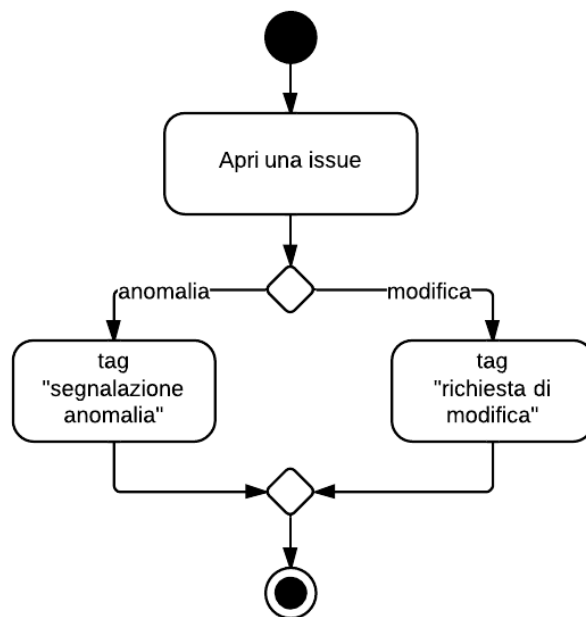 Apri una issue
anomalia
modifica
tag
"segnalazione
anomalia"
tag
"richiesta di
modifica"